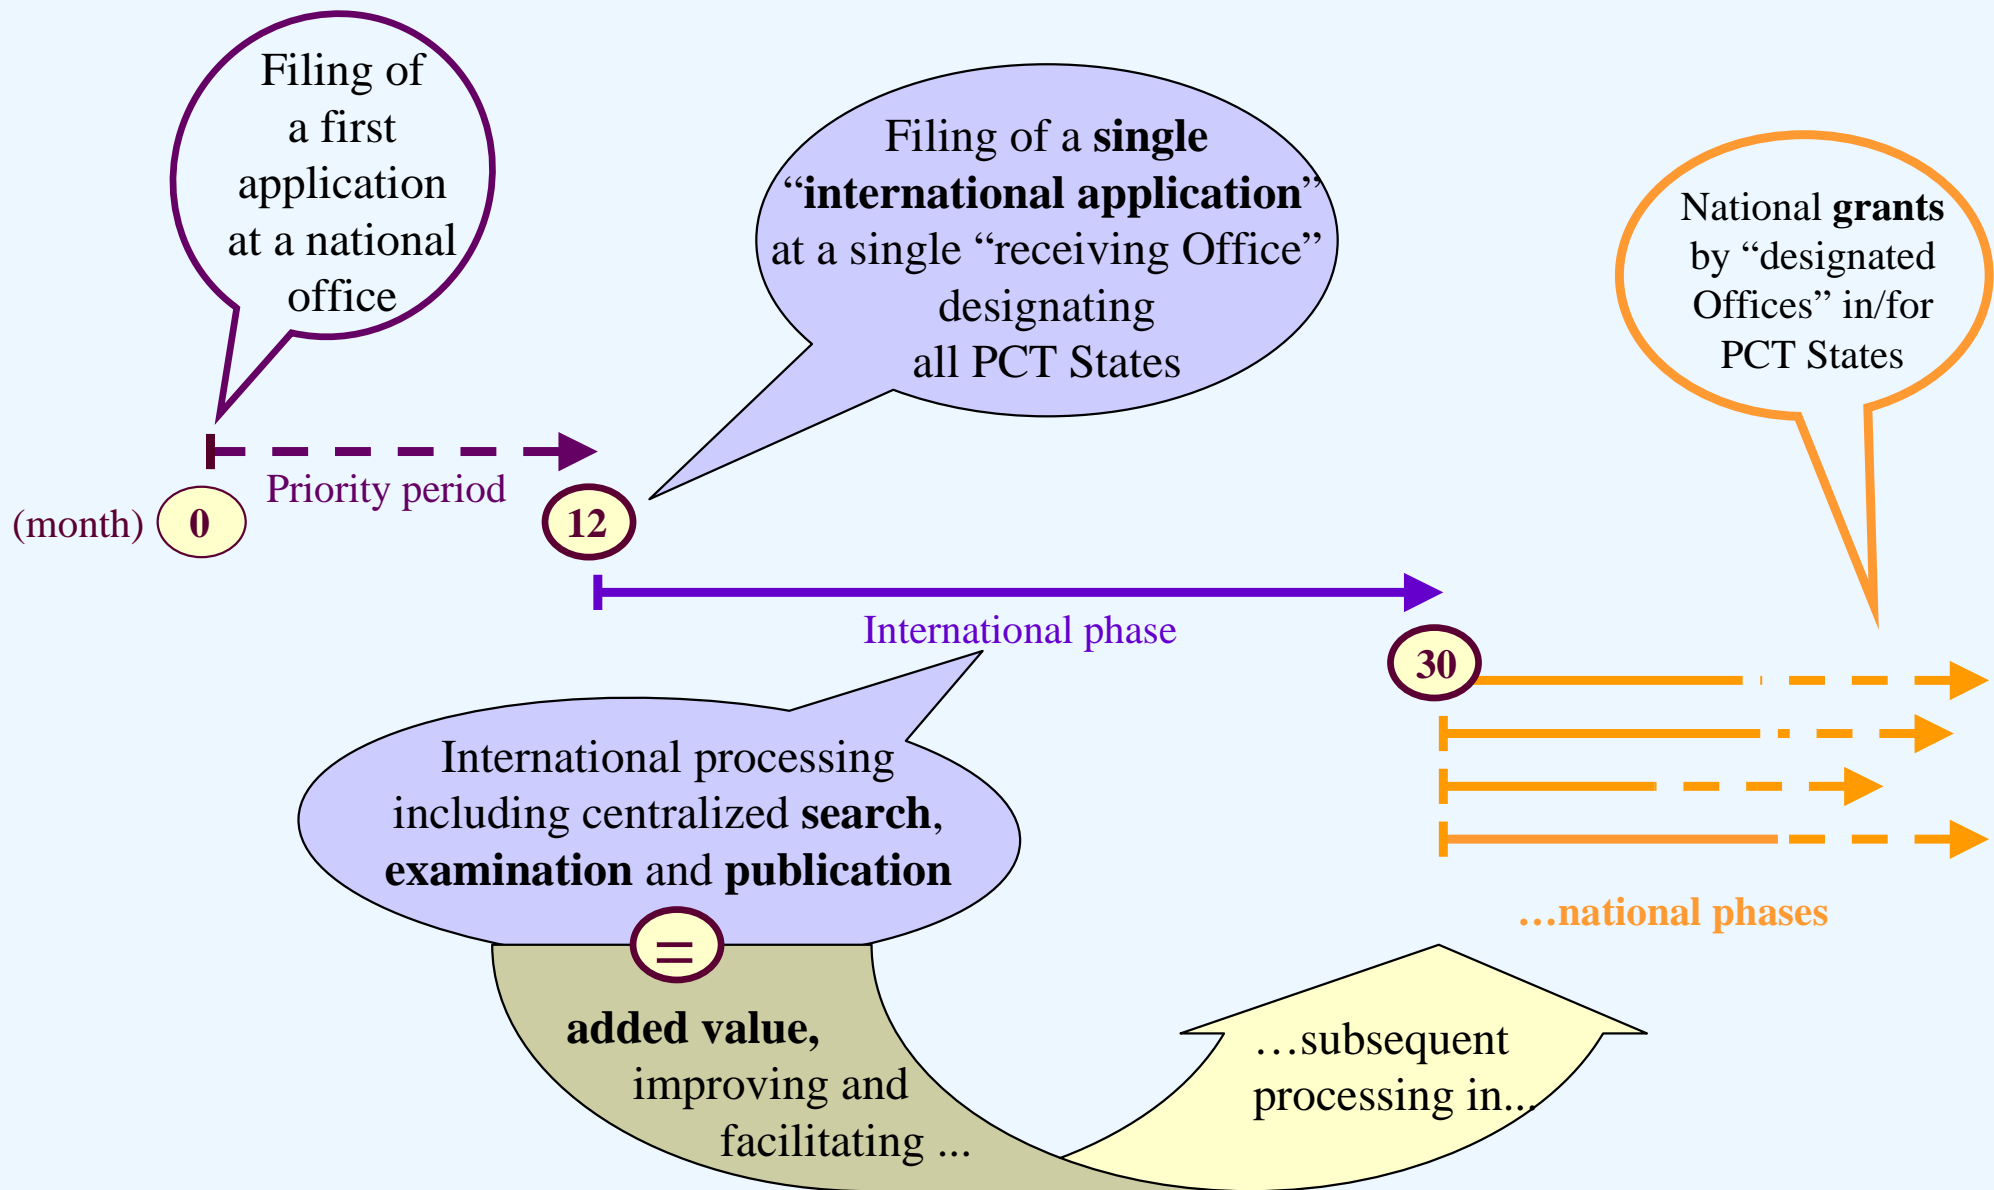 Filing of
a first
application
at a national
office
Filing of a single
“international application”
at a single “receiving Office”
designating
all PCT States
National grants
by “designated
Offices” in/for
PCT States
Priority period
(month)
0
12
International phase
30
International processing
including centralized search,
examination and publication
=
…national phases
added value,
improving and
facilitating ...
…subsequent
processing in...